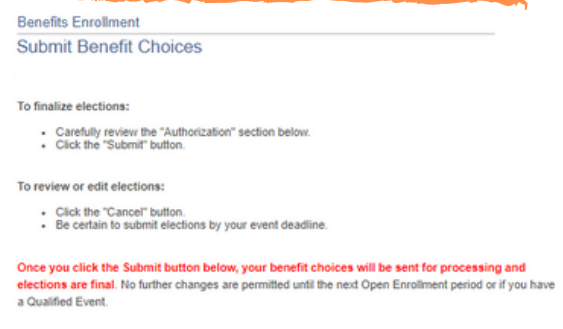 Benefits Enrollment
Submit Benefit Choices
To finalize elections:
• Carefully review the "Authorization" section below.
• Click the "Submit" button.
To review or edit elections:
• Click the "Cancel" button.
• Be certain to submit elections by your event deadline.
Once you click the Submit button below, your benefit choices will be sent for processing and
elections are final. No further changes are permitted until the next Open Enrollment period or if you have
a Qualified Event.